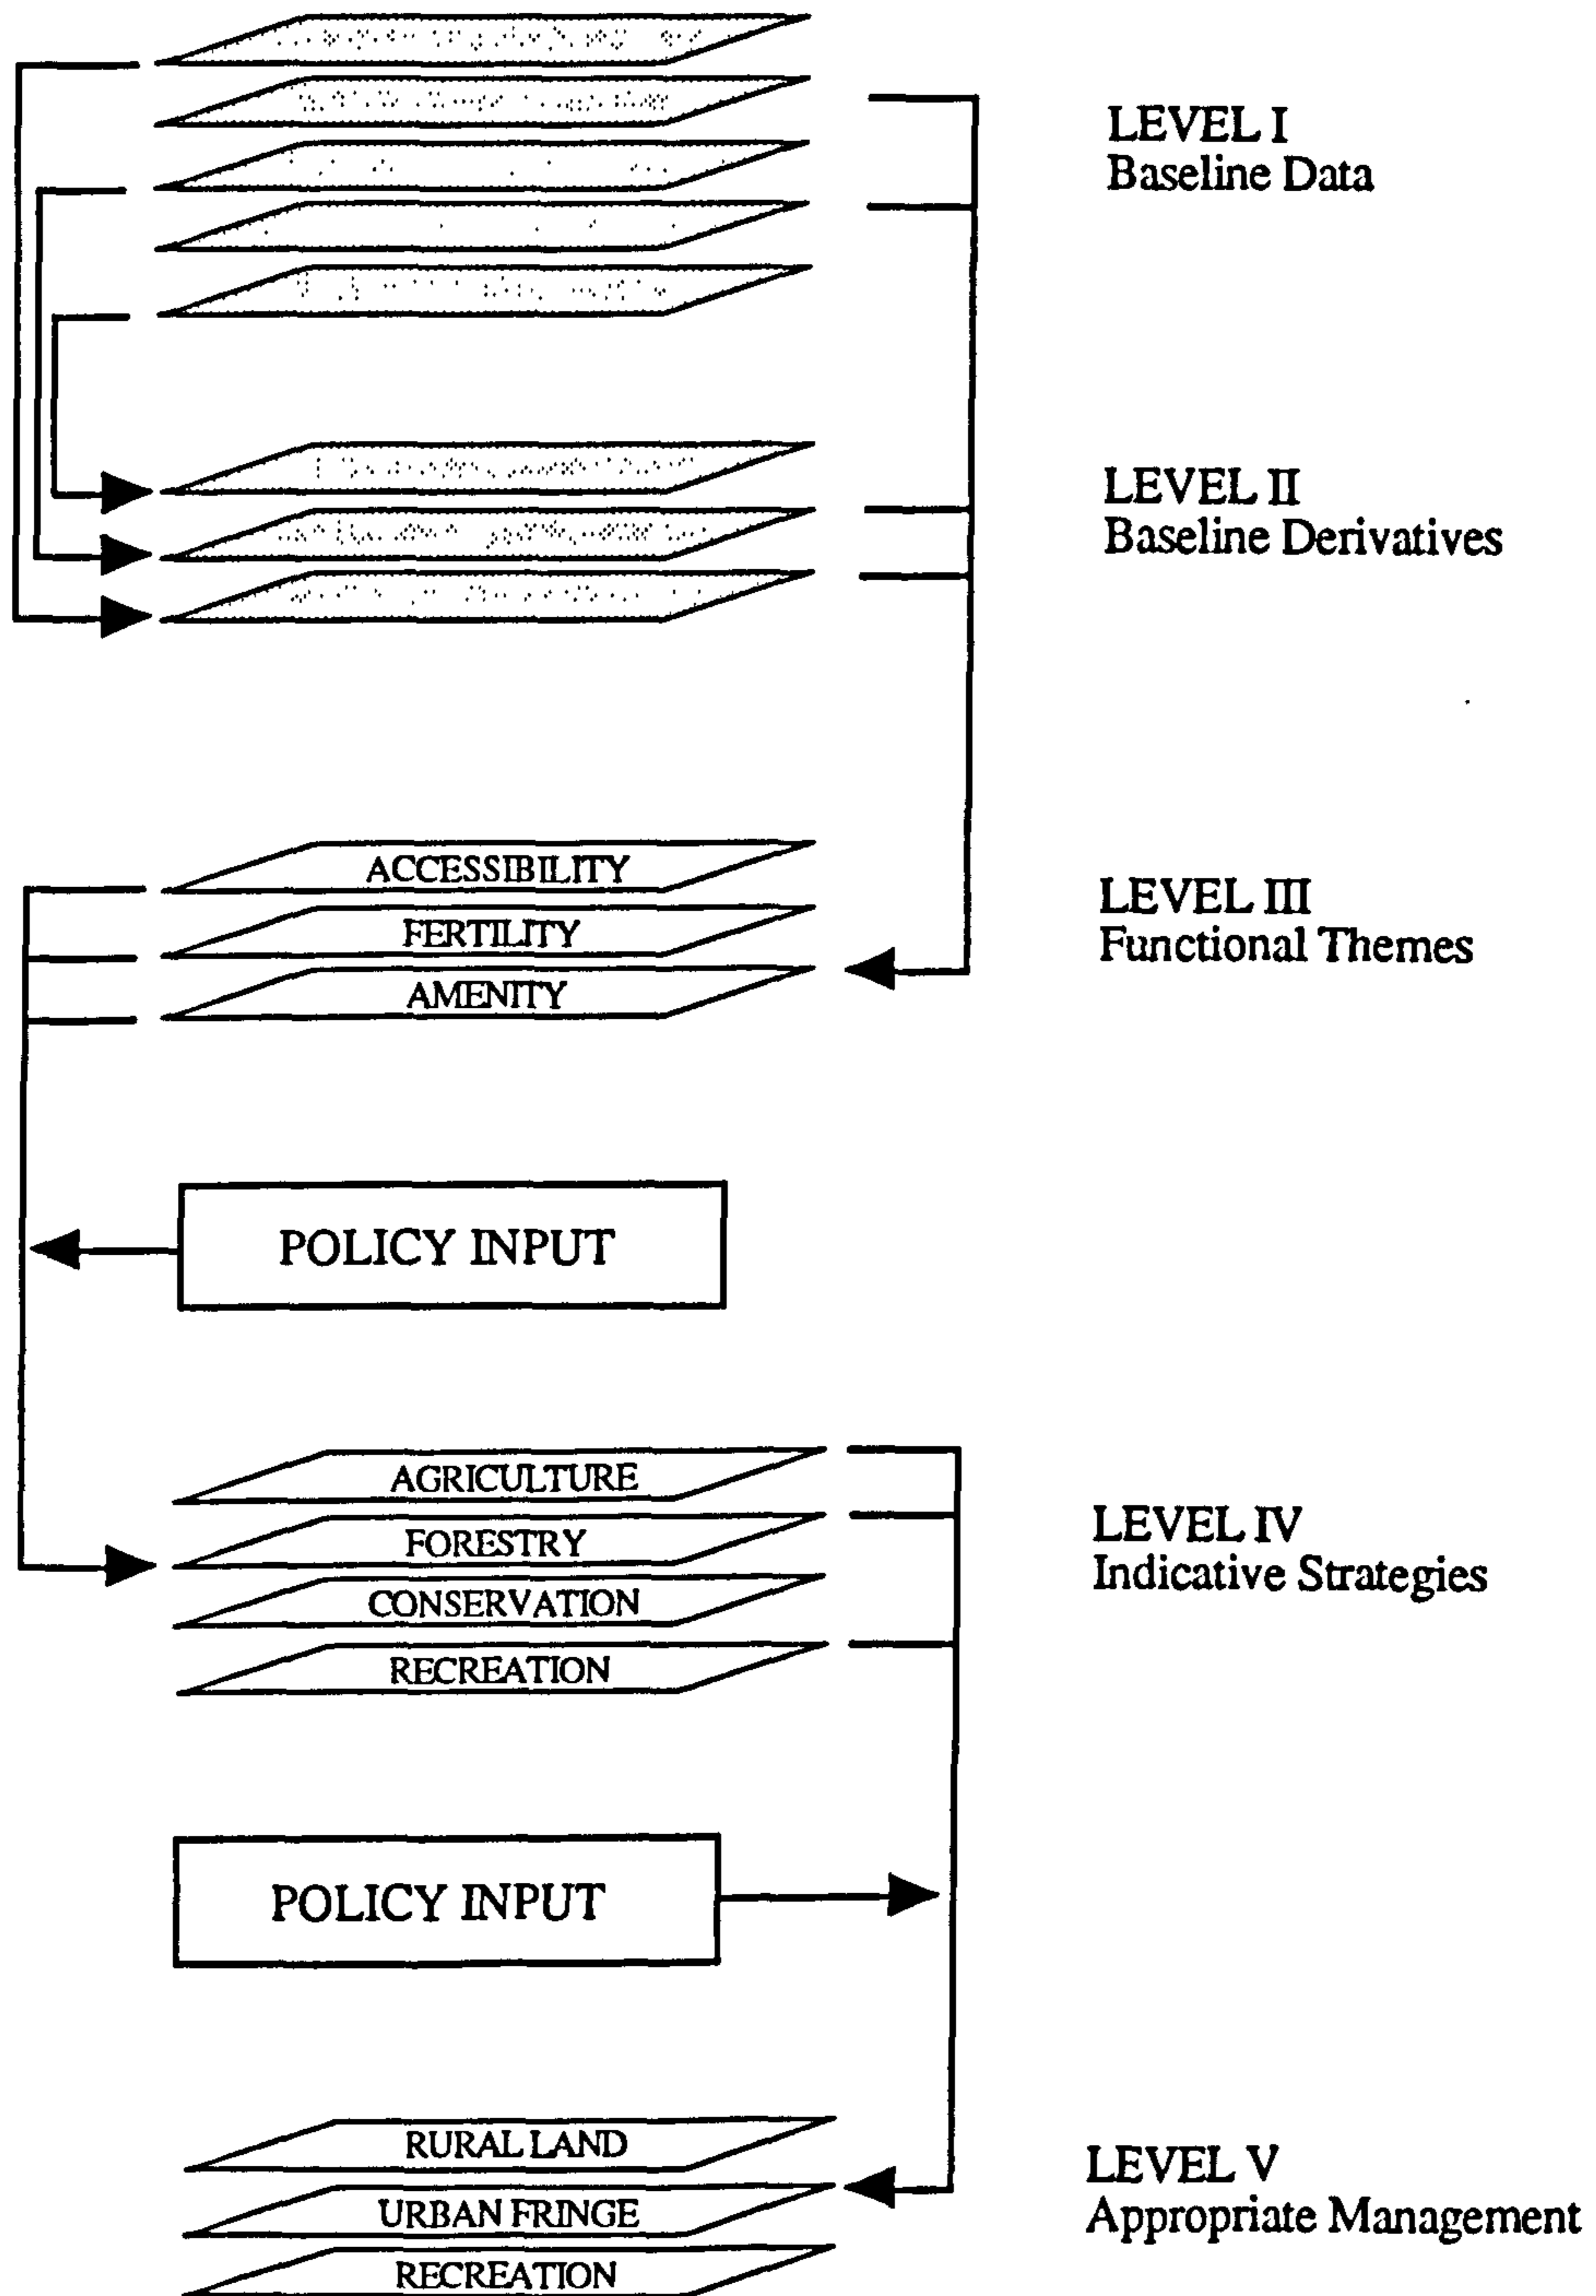 LEVEL I
Baseline Data
LEVEL II
Baseline Derivatives
ACCESSIBILITY
FERTILITY
AMENITY
LEVEL III
Functional Themes
POLICY INPUT
AGRICULTURE
FORESTRY
CONSERVATION
RECREATION
LEVEL IV
Indicative Strategies
POLICY INPUT
RURAL LAND
URBAN FRINGE
RECREATION
LEVEL V
Appropriate Management